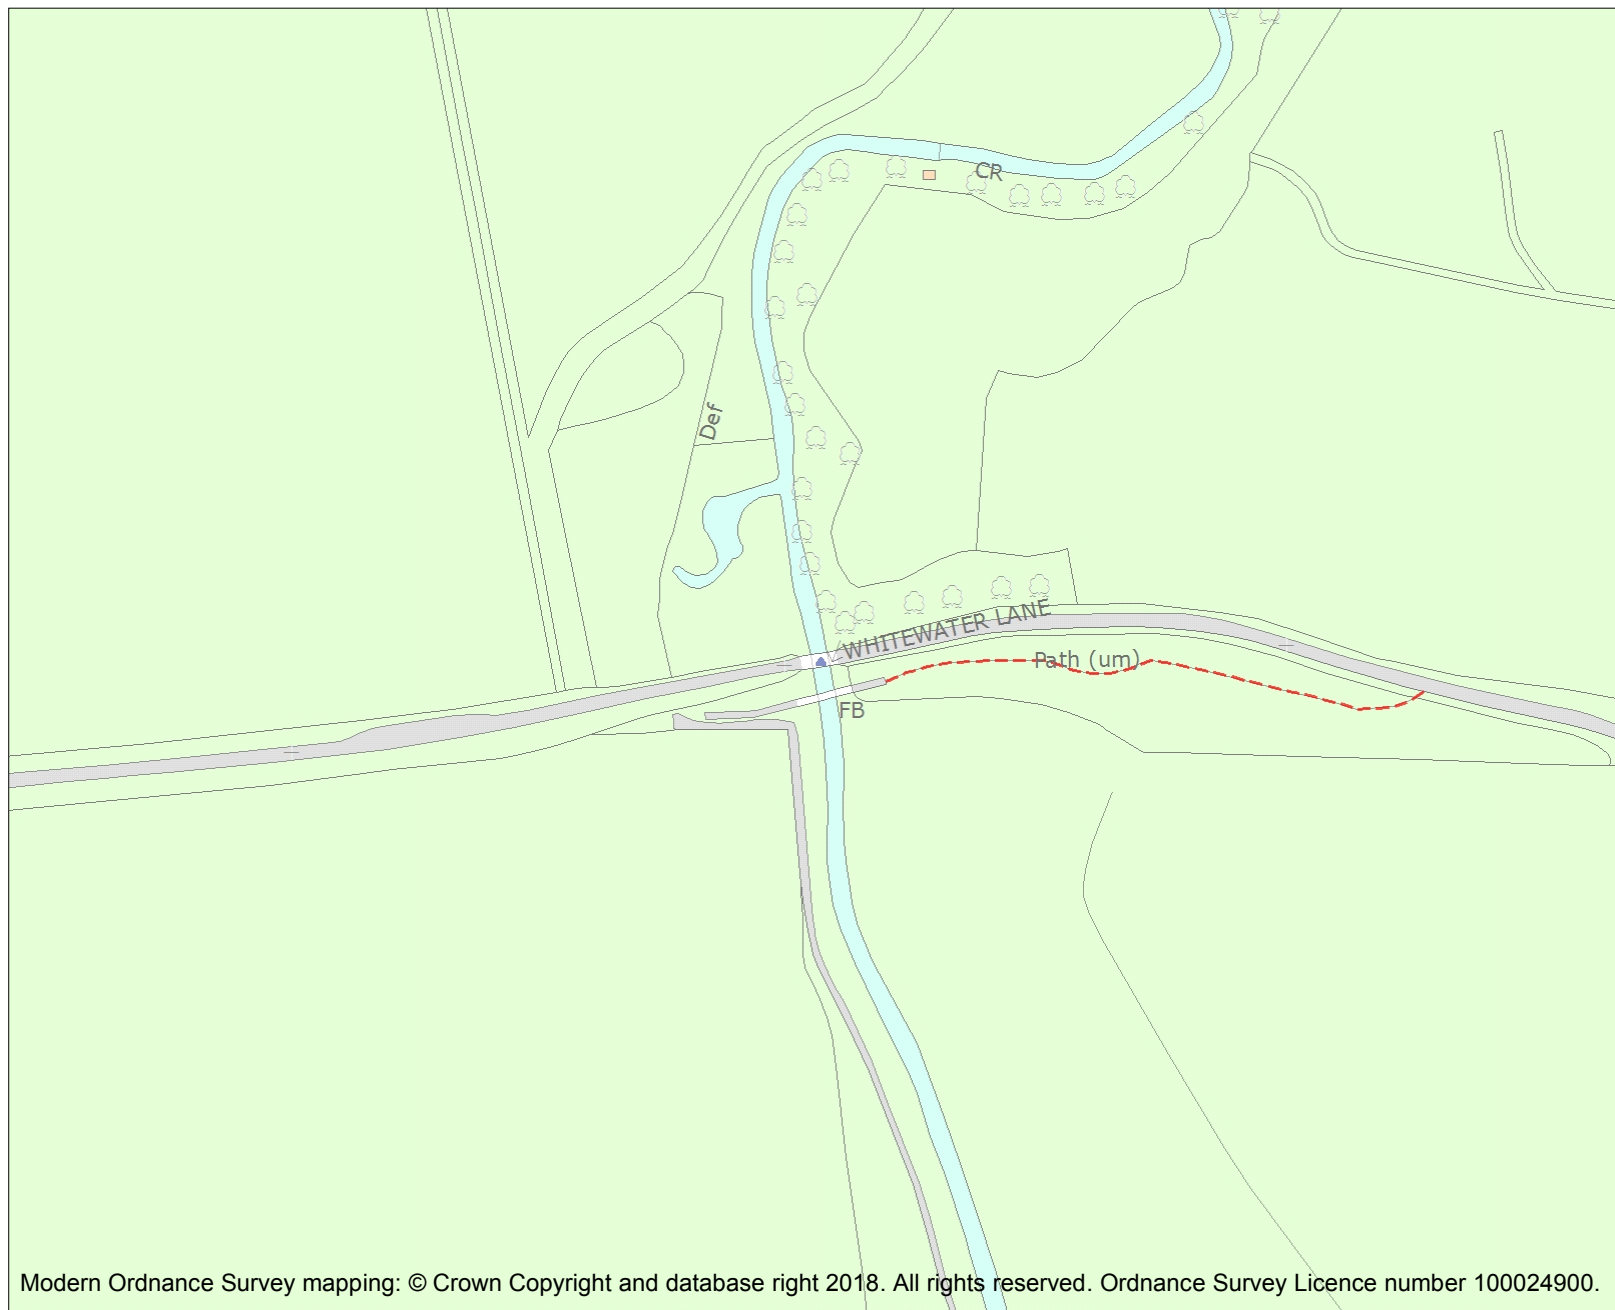 CR
Def
WHITEWATER LANE
Path (um)
FB
Modern Ordnance Survey mapping: © Crown Copyright and database right 2018. All rights reserved. Ordnance Survey Licence number 100024900.